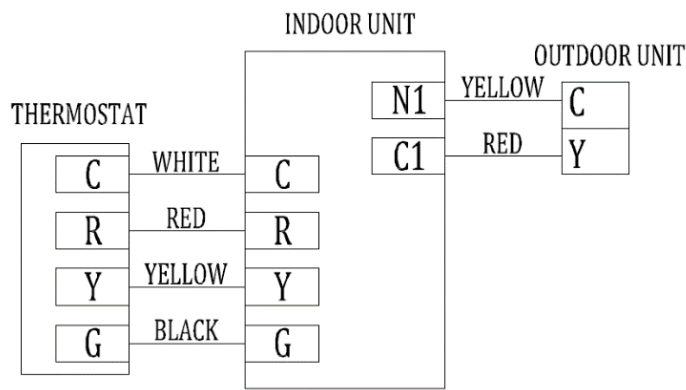 INDOOR UNIT
OUTDOOR UNIT
THERMOSTAT
N1 YELLOW C
C1 RED Y
C WHITE C
R RED R
Y YELLOW Y
G BLACK G